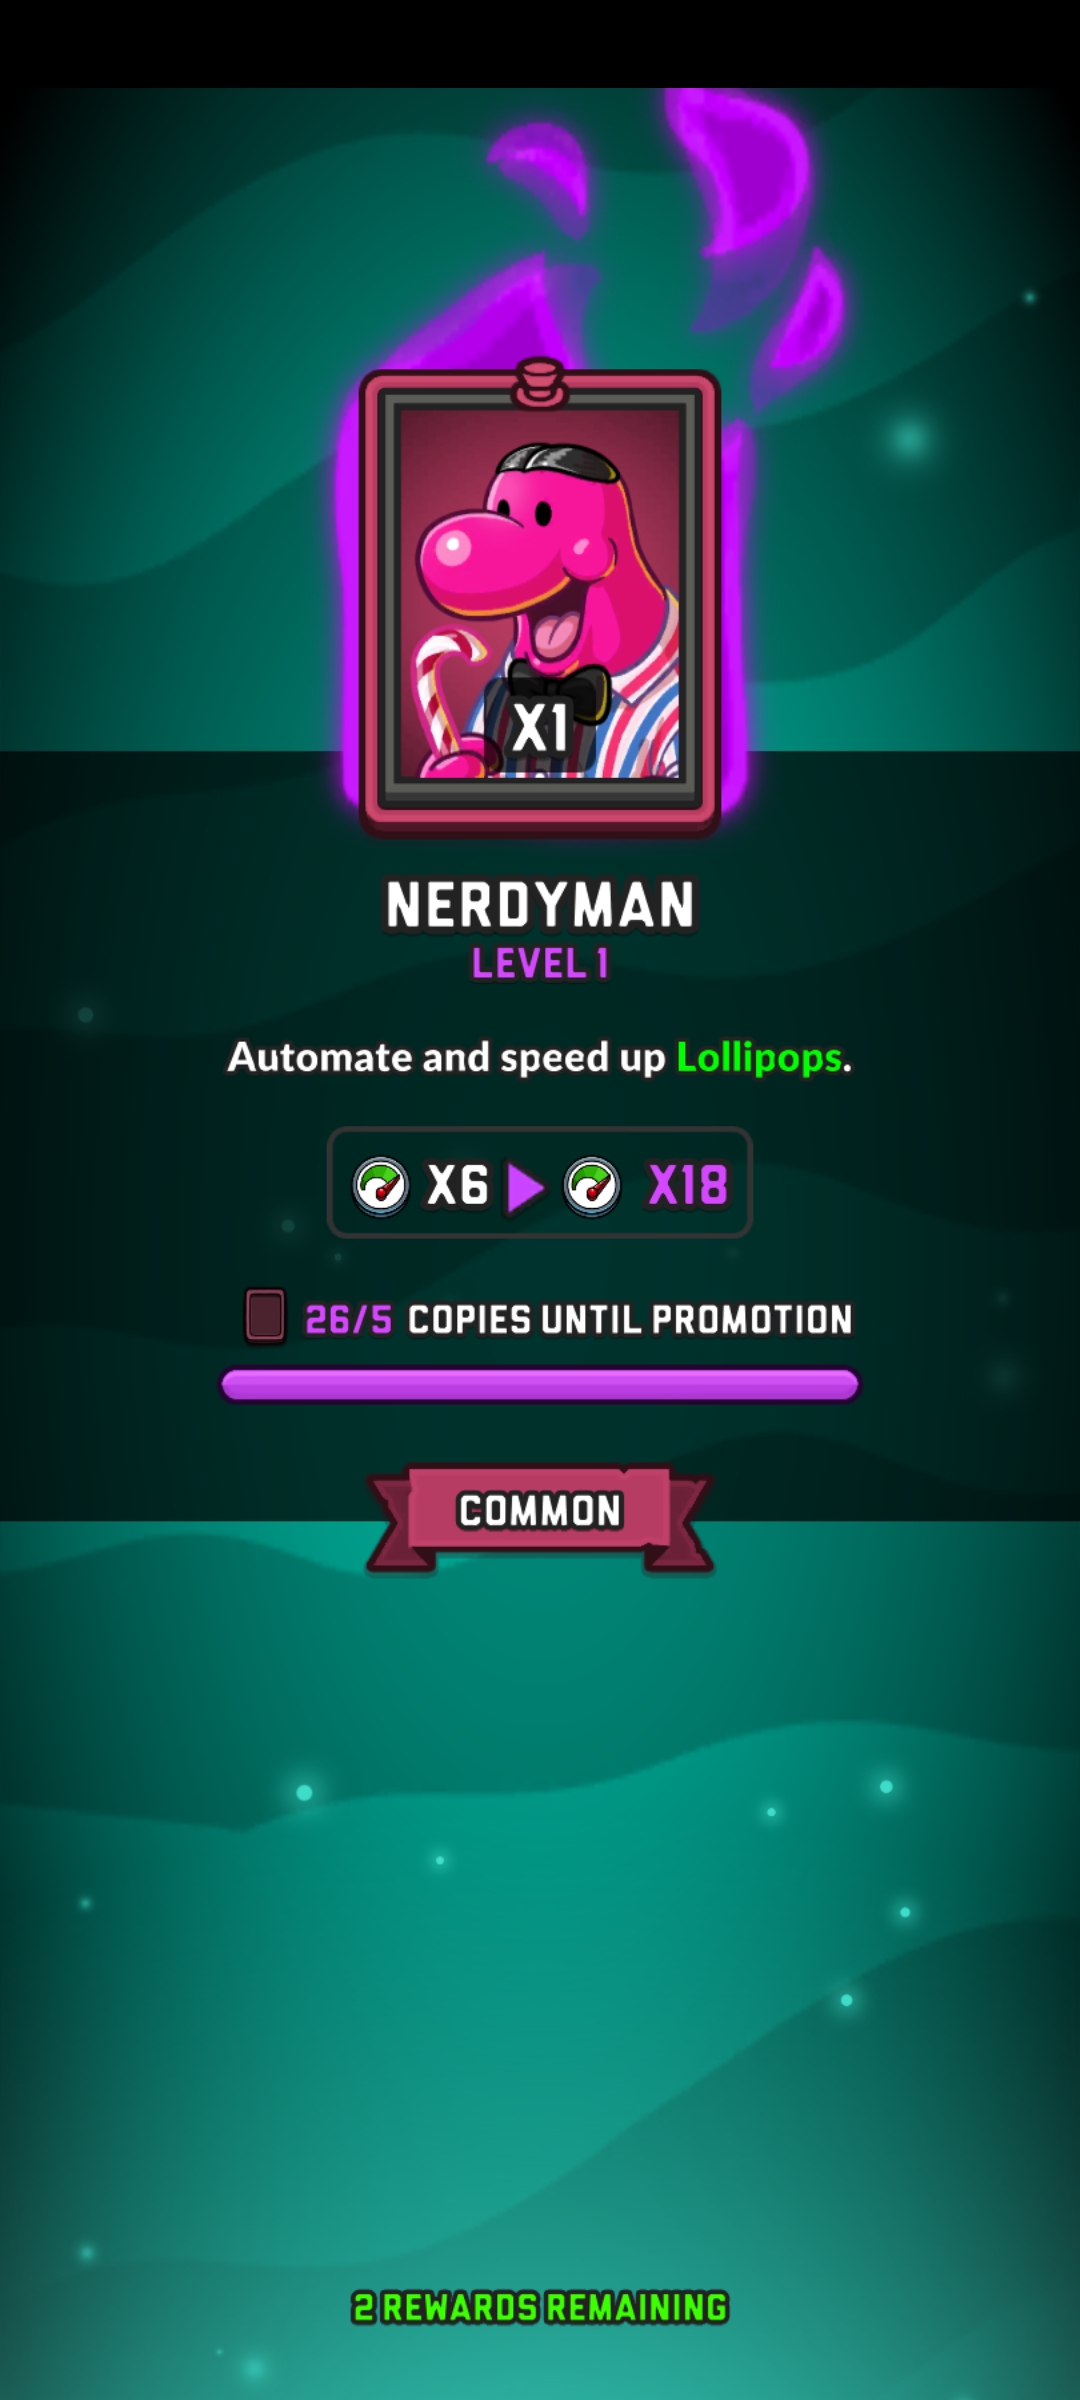 X1
NERDYMAN
LEVEL 1
Automate and speed up Lollipops.
X6 X18
26/5 COPIES UNTIL PROMOTION
COMMON
2 REWARDS REMAINING